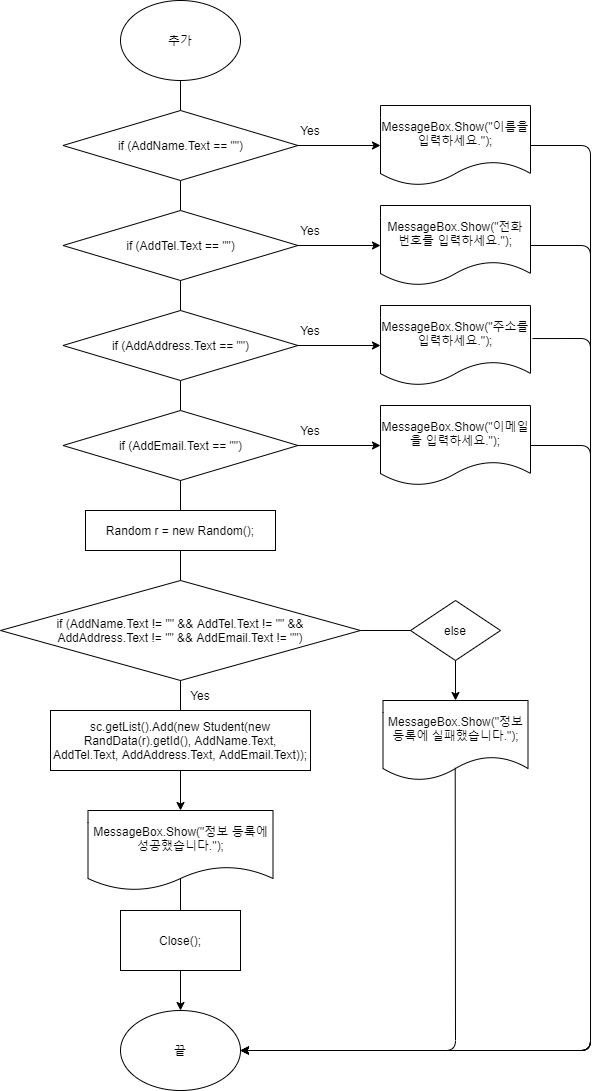 추가
if (AddName.Text == "")
Yes
MessageBox.Show("이름을
입력하세요.");
if (AddTel.Text == "")
Yes
MessageBox.Show("전화
번호를 입력하세요.");
if (AddAddress.Text == "")
Yes
MessageBox.Show("주소를
입력하세요.");
if (AddEmail.Text == "")
Yes
MessageBox.Show("이메일
을 입력하세요.");
Random r = new Random();
if (AddName.Text != "" && AddTel.Text != "" &&
AddAddress.Text != "" && AddEmail.Text != "")
else
Yes
sc.getList().Add(new Student(new
RandData(r).getId(), AddName.Text,
AddTel.Text, AddAddress.Text, AddEmail.Text));
MessageBox.Show("정보
등록에 실패했습니다.");
MessageBox.Show("정보 등록에
성공했습니다.");
Close();
끝